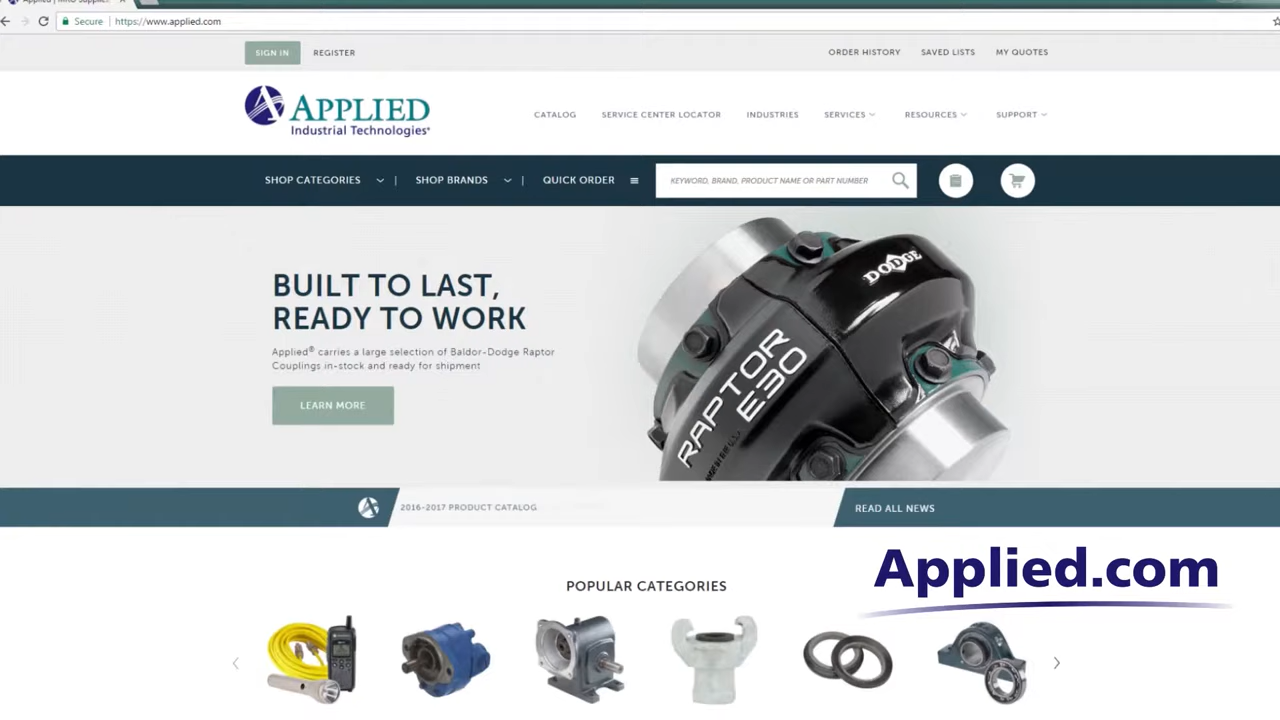 Secure https://www.applied.com
SIGN IN REGISTER ORDER HISTORY SAVED LISTS MY QUOTES
APPLIED
Industrial Technologies®
CATALOG SERVICE CENTER LOCATOR INDUSTRIES SERVICES RESOURCES SUPPORT
SHOP CATEGORIES | SHOP BRANDS | QUICK ORDER KEYWORD, BRAND, PRODUCT NAME OR PART NUMBER
BUILT TO LAST,
READY TO WORK
Applied® carries a large selection of Baldor-Dodge Raptor
Couplings in-stock and ready for shipment
LEARN MORE
DODGE
RAPTOR
E30
2016-2017 PRODUCT CATALOG
READ ALL NEWS
Applied.com
POPULAR CATEGORIES